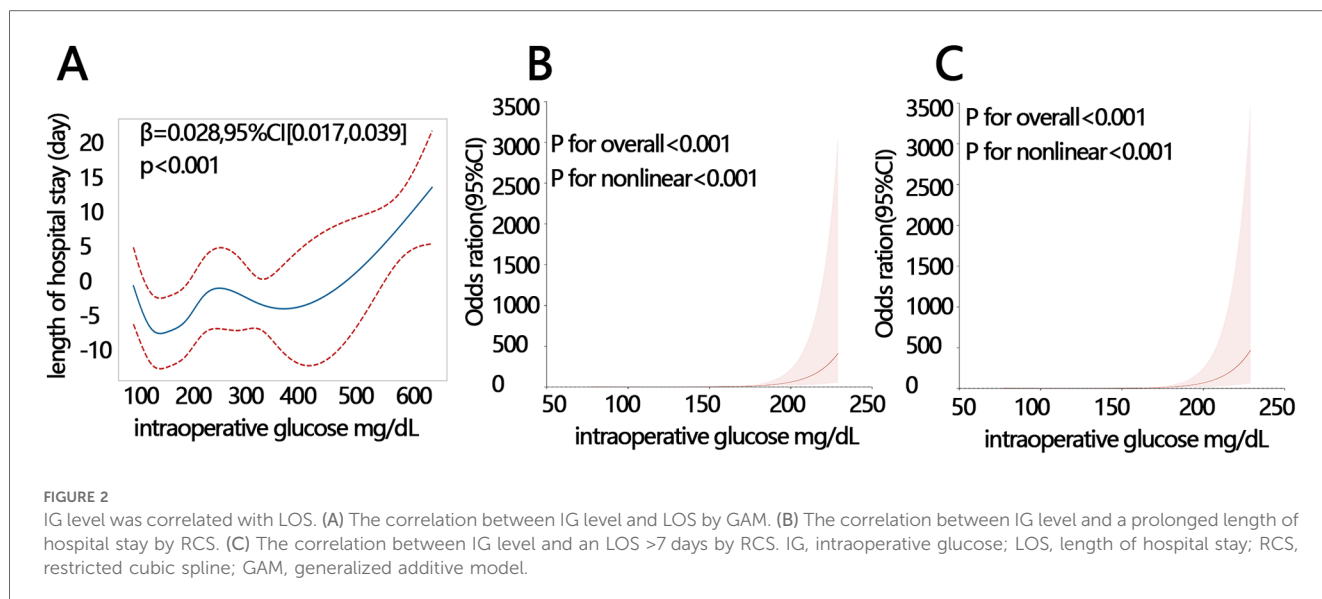 A
β=0.028,95%CI[0.017,0.039]
p<0.001
length of hospital stay (day)
20
15
10
5
0
-5
-10
100 200 300 400 500 600
intraoperative glucose mg/dL
B
P for overall<0.001
P for nonlinear<0.001
Odds ration(95%CI)
3500
3000
2500
2000
1500
1000
500
0
50 100 150 200 250
intraoperative glucose mg/dL
C
P for overall<0.001
P for nonlinear<0.001
Odds ration(95%CI)
3500
3000
2500
2000
1500
1000
500
0
50 100 150 200 250
intraoperative glucose mg/dL
FIGURE 2
IG level was correlated with LOS. (A) The correlation between IG level and LOS by GAM. (B) The correlation between IG level and a prolonged length of
hospital stay by RCS. (C) The correlation between IG level and an LOS >7 days by RCS. IG, intraoperative glucose; LOS, length of hospital stay; RCS,
restricted cubic spline; GAM, generalized additive model.